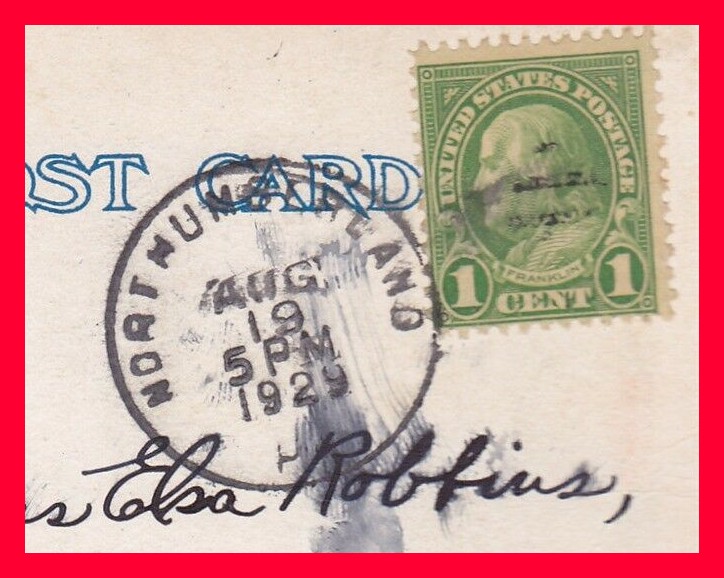 UNITED STATES POSTAGE
FRANKLIN
1 CENT 1
ST CARD
NORTHUMBERLAND
AUG
19
5 PM
1929
s Elsa Robbins,